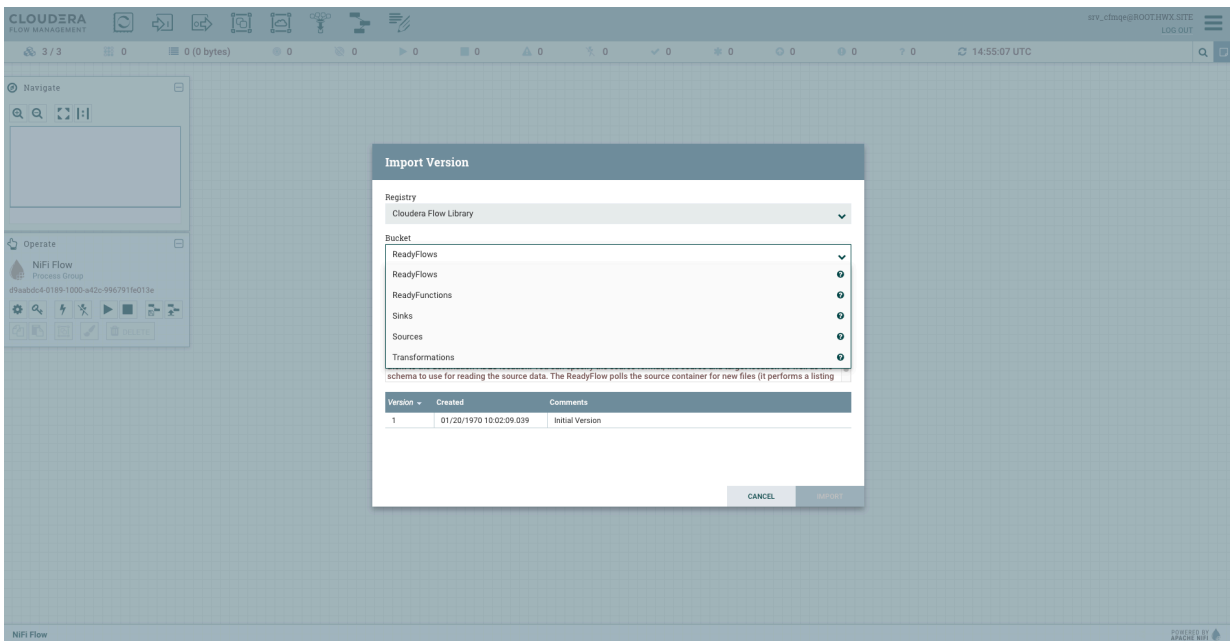 CLOUDERA
FLOW MANAGEMENT
srv_cfmqe@ROOT.HWX.SITE
LOG OUT
3 / 3
0
0 (0 bytes)
0
0
0
0
0
0
0
0
0
0
0
14:55:07 UTC
Navigate
Operate
NiFi Flow
Process Group
d9aabdc4-0189-1000-a42c-996791fe013e
DELETE
Import Version
Registry
Cloudera Flow Library
Bucket
ReadyFlows
ReadyFlows
ReadyFunctions
Sinks
Sources
Transformations
schema to use for reading the source data. The ReadyFlow polls the source container for new files (it performs a listing
Version Created Comments
1 01/20/1970 10:02:09.039 Initial Version
CANCEL IMPORT
NiFi Flow
POWERED BY
APACHE NIFI